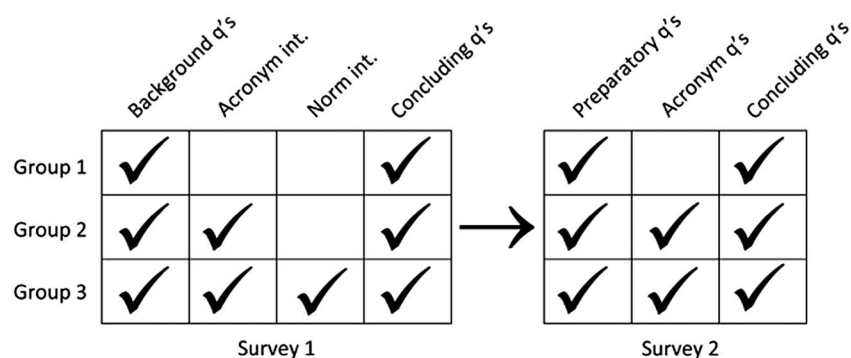 Background q's
Acronym int.
Norm int.
Concluding q's
Preparatory q's
Acronym q's
Concluding q's
Group 1
Group 2
Group 3
Survey 1
Survey 2